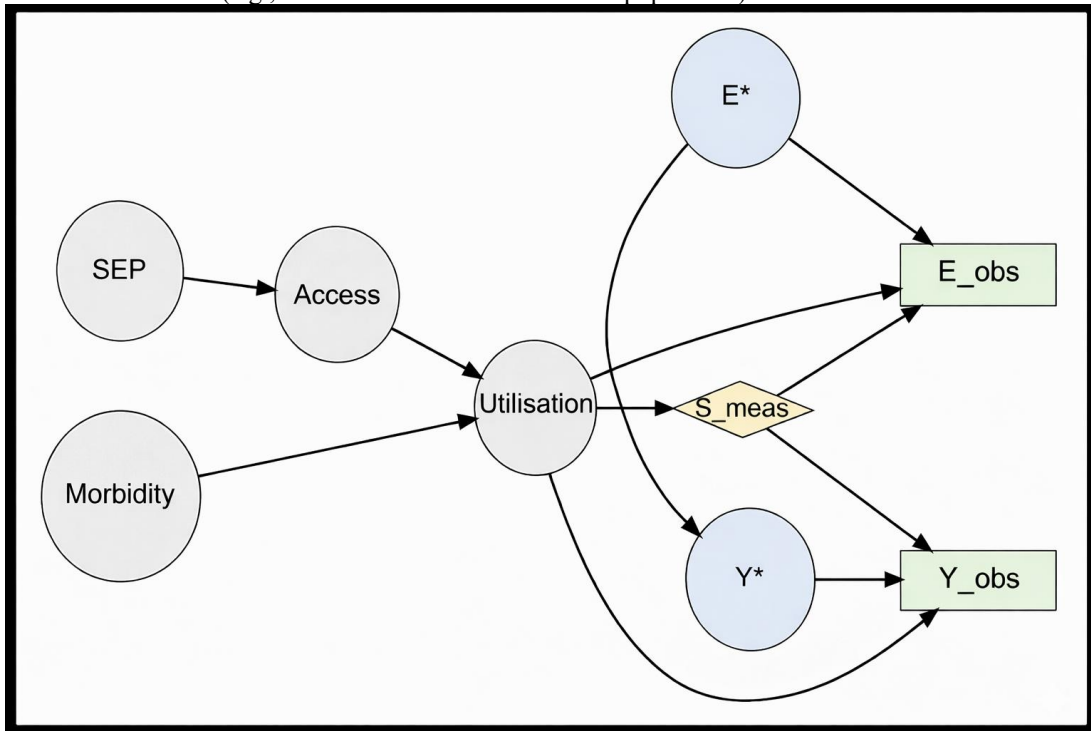 E*
SEP
Access
E_obs
Utilisation
S_meas
Morbidity
Y*
Y_obs